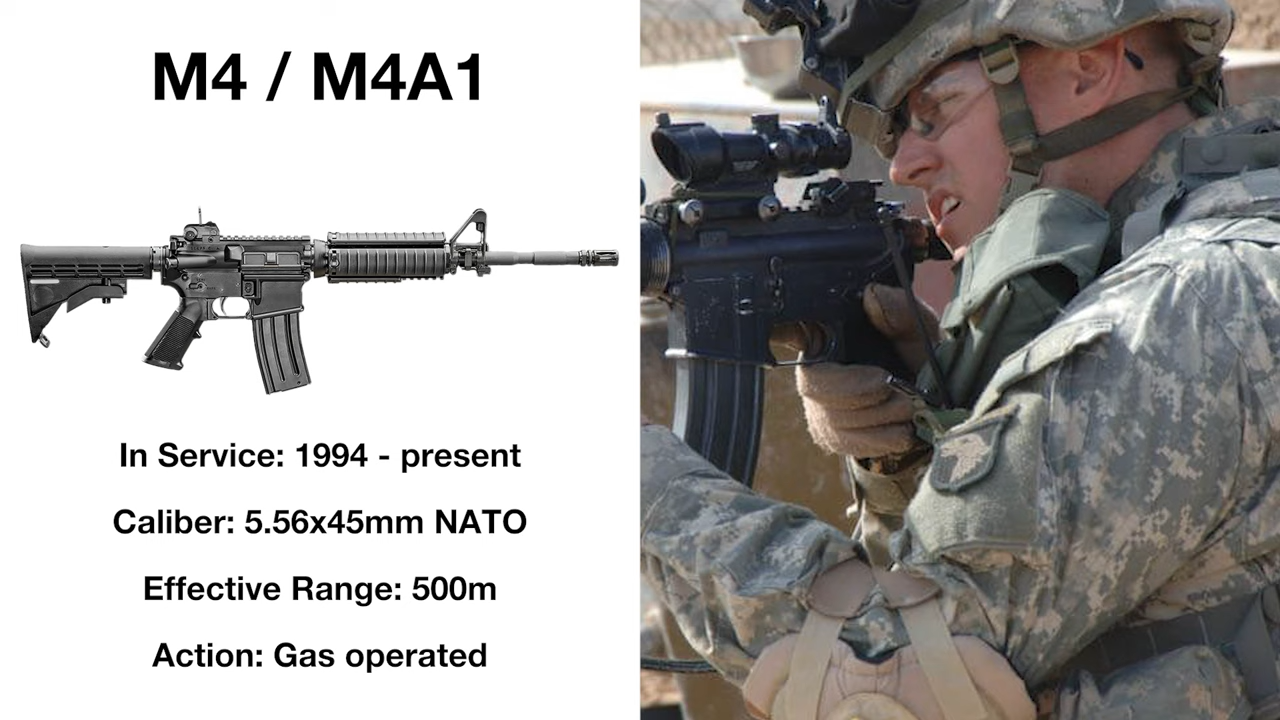 M4 / M4A1
In Service: 1994 - present
Caliber: 5.56x45mm NATO
Effective Range: 500m
Action: Gas operated